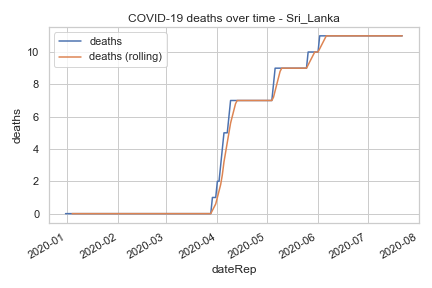 COVID-19 deaths over time - Sri_Lanka
deaths
deaths (rolling)
deaths
10
8
6
4
2
0
2020-01
2020-02
2020-03
2020-04
2020-05
2020-06
2020-07
2020-08
dateRep